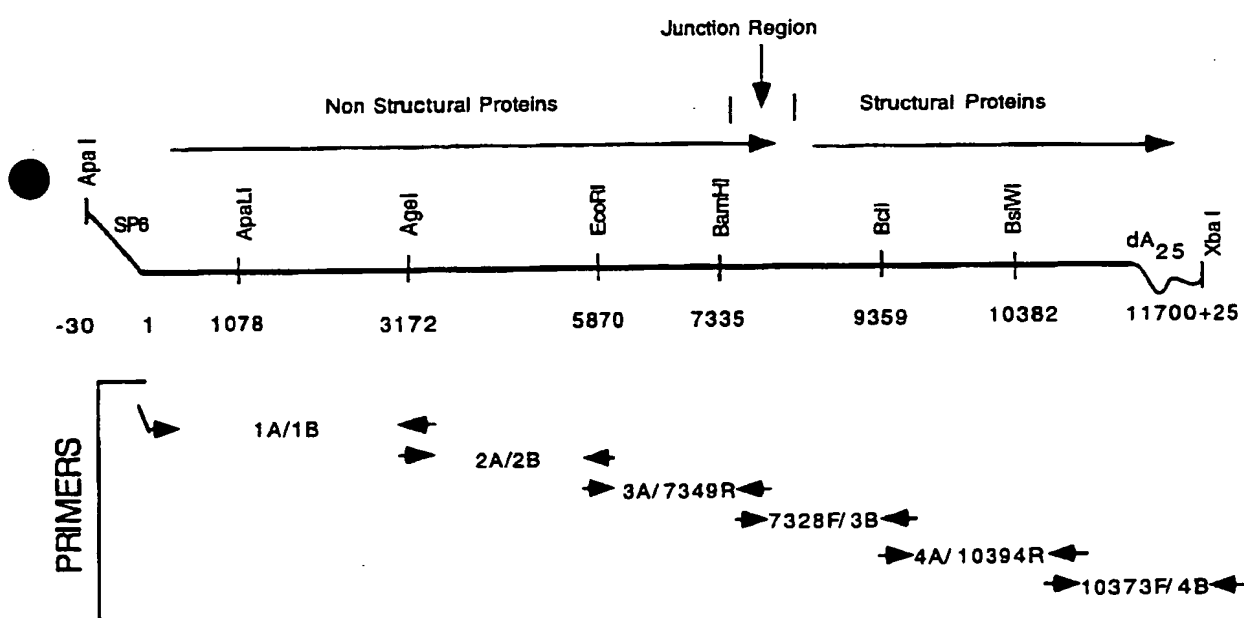 Junction Region
Non Structural Proteins
Structural Proteins
Apa I
SP6
ApaLI
AgeI
EcoRI
BamHI
BclI
BsiWI
dA25
Xba I
-30 1 1078 3172 5870 7335 9359 10382 11700+25
PRIMERS
1A/1B
2A/2B
3A/7349R
7328F/3B
4A/10394R
10373F/4B